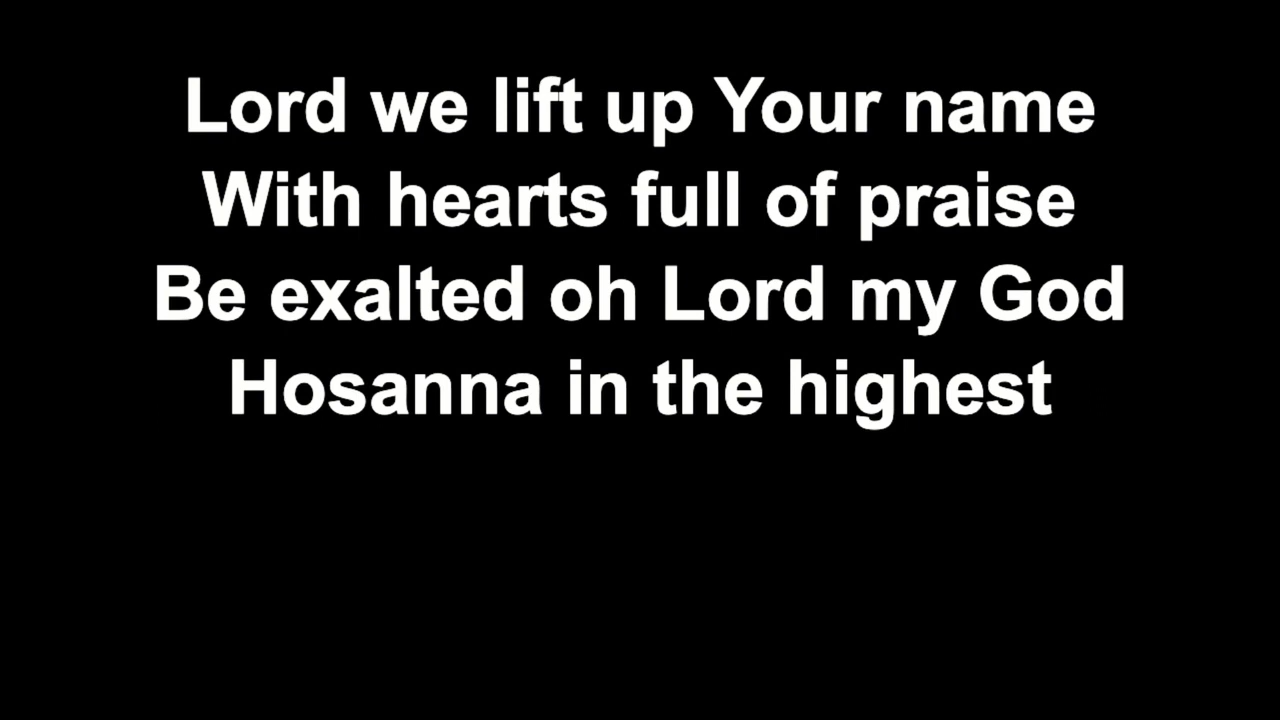 Lord we lift up Your name
With hearts full of praise
Be exalted oh Lord my God
Hosanna in the highest